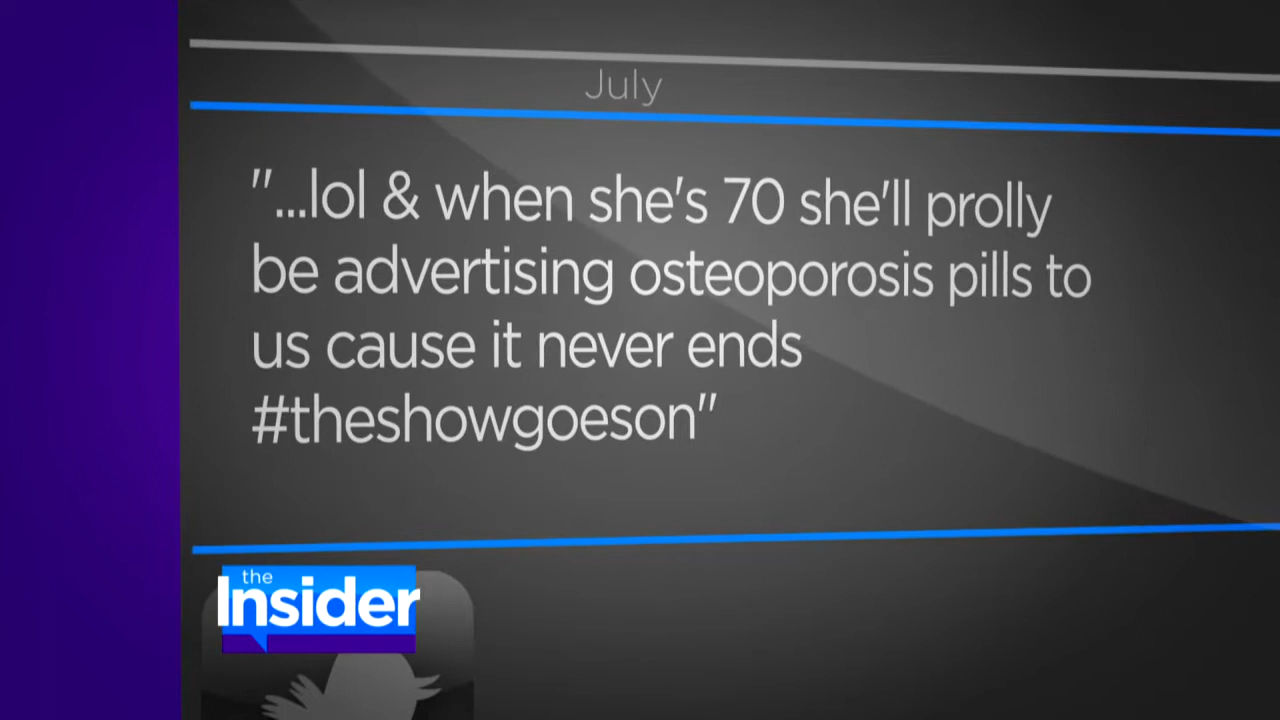 July
"...lol & when she's 70 she'll prolly
be advertising osteoporosis pills to
us cause it never ends
#theshowgoeson"
the
Insider